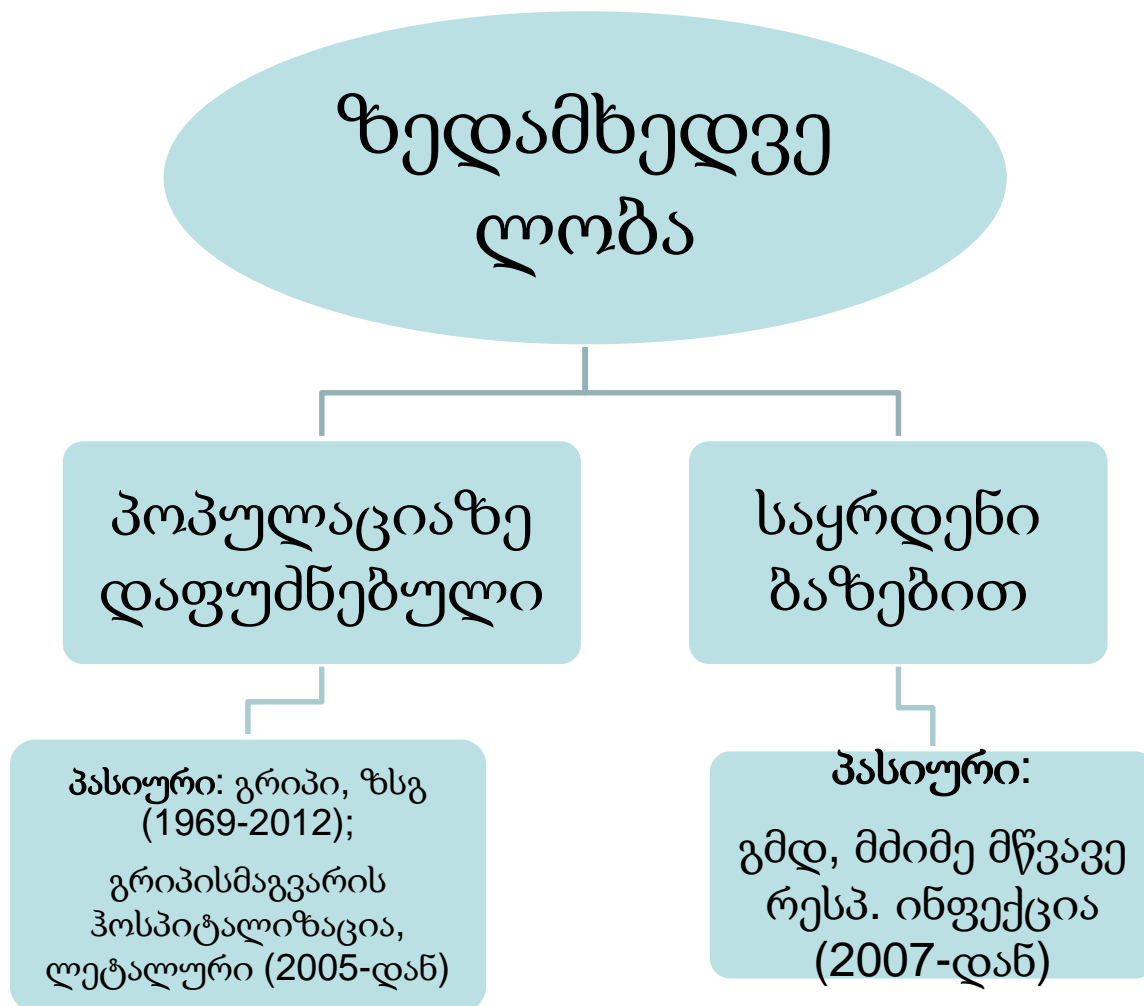 ზედამხედვე
ლობა
პოპულაციაზე
დაფუძნებული
საყრდენი
ბაზებით
პასიური: გრიპი, ზსგ
(1969-2012);
გრიპისმაგვარის
ჰოსპიტალიზაცია,
ლეტალური (2005-დან)
პასიური:
გმდ, მძიმე მწვავე
რესპ. ინფექცია
(2007-დან)